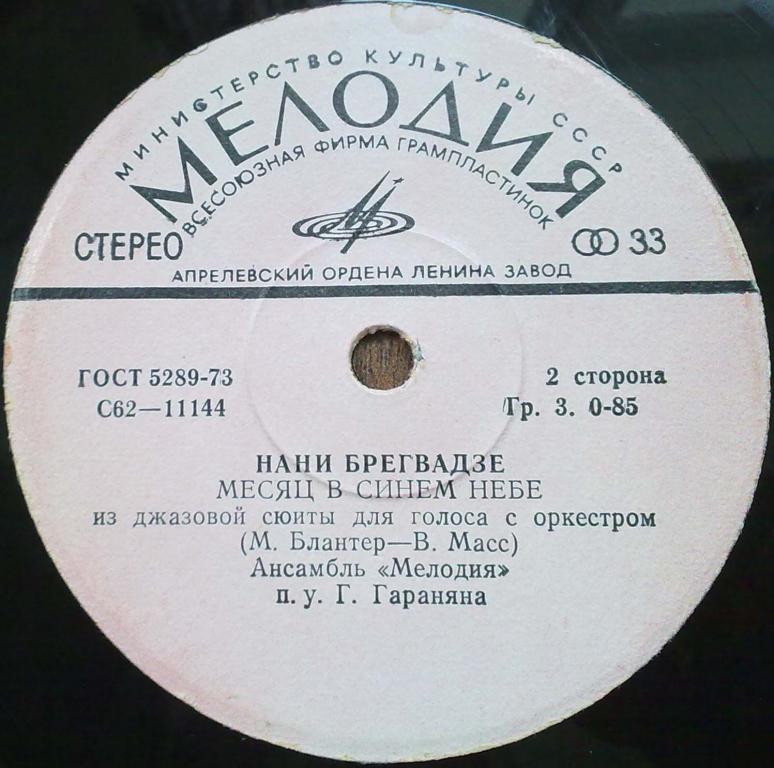 МИНИСТЕРСТВО КУЛЬТУРЫ СССР
МЕЛОДИЯ
ВСЕСОЮЗНАЯ ФИРМА ГРАМПЛАСТИНОК
СТЕРЕО 33
АПРЕЛЕВСКИЙ ОРДЕНА ЛЕНИНА ЗАВОД
ГОСТ 5289-73 2 сторона
С62—11144 Гр. 3. 0-85
НАНИ БРЕГВАДЗЕ
МЕСЯЦ В СИНЕМ НЕБЕ
из джазовой сюиты для голоса с оркестром
(М. Блантер—В. Масс)
Ансамбль «Мелодия»
п. у. Г. Гараняна